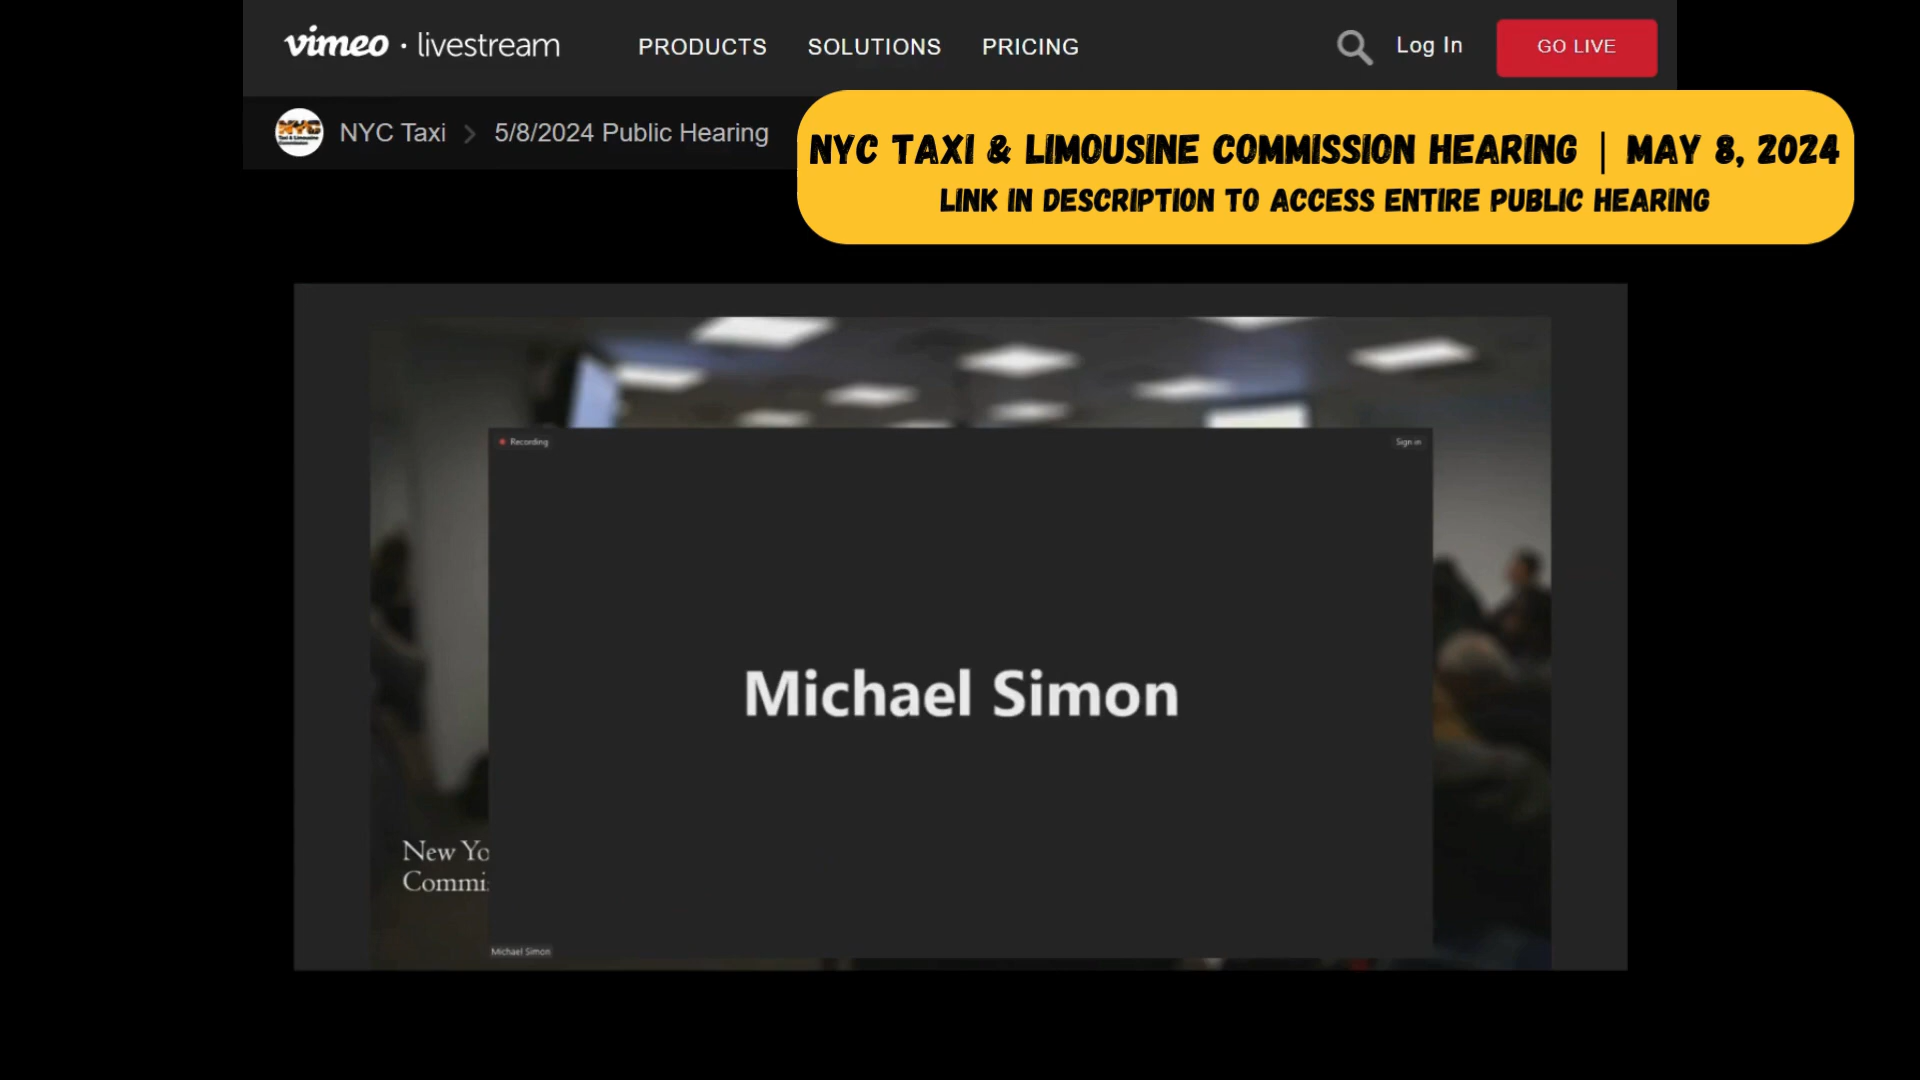 vimeo · livestream PRODUCTS SOLUTIONS PRICING Log In GO LIVE
NYC Taxi > 5/8/2024 Public Hearing
NYC TAXI & LIMOUSINE COMMISSION HEARING | MAY 8, 2024
LINK IN DESCRIPTION TO ACCESS ENTIRE PUBLIC HEARING
Recording Sign in
Michael Simon
New Yo
Commi
Michael Simon